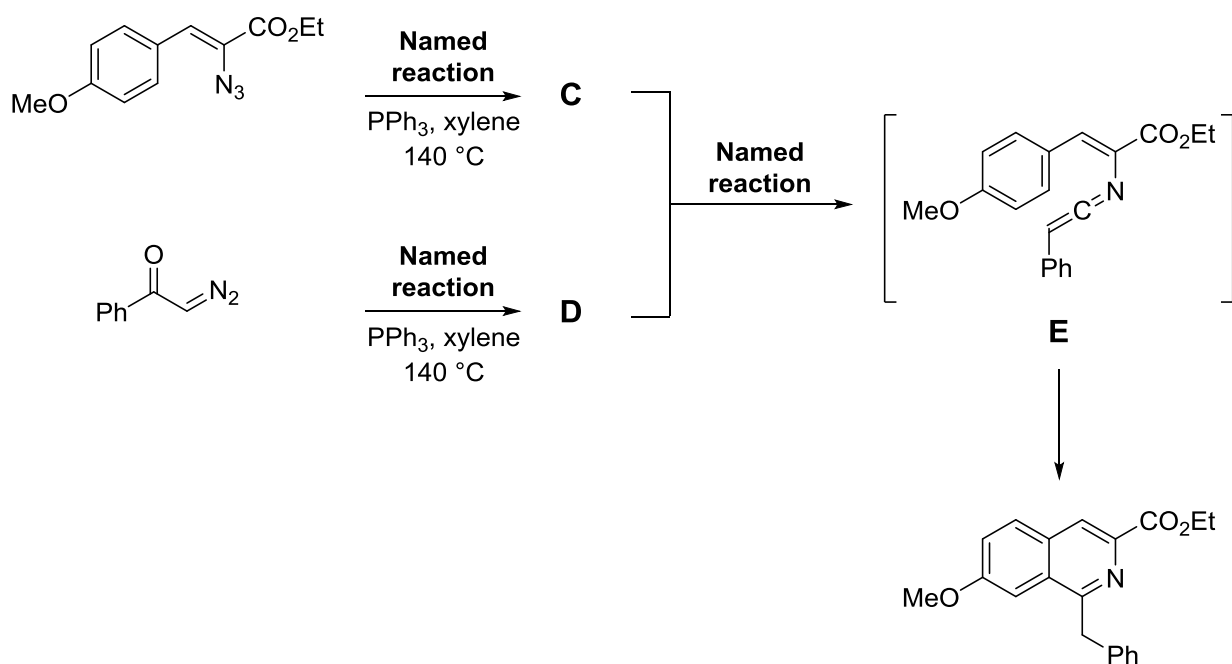 CO2Et
N3
MeO
Named
reaction
PPh3, xylene
140 °C
C
O
Ph
N2
Named
reaction
PPh3, xylene
140 °C
D
Named
reaction
CO2Et
N
C
MeO
Ph
E
CO2Et
N
MeO
Ph